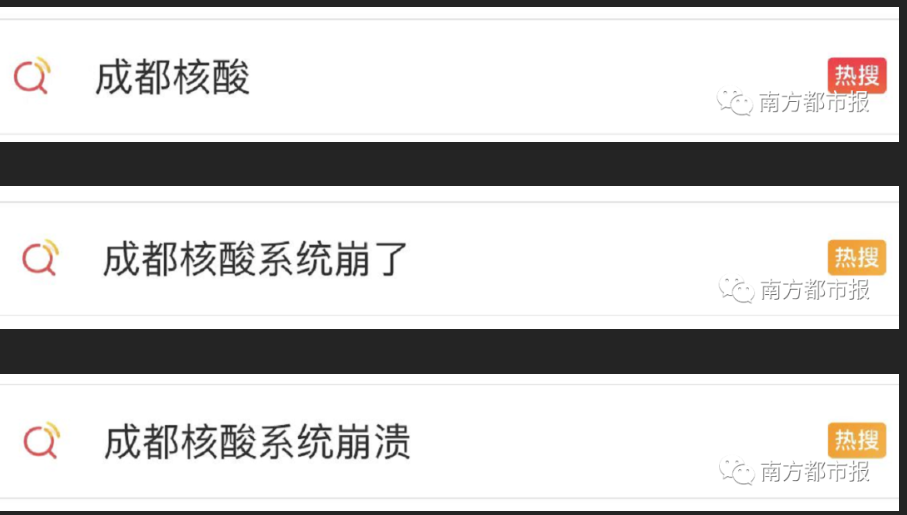 成都核酸
热搜
南方都市报
成都核酸系统崩了
热搜
南方都市报
成都核酸系统崩溃
热搜
南方都市报